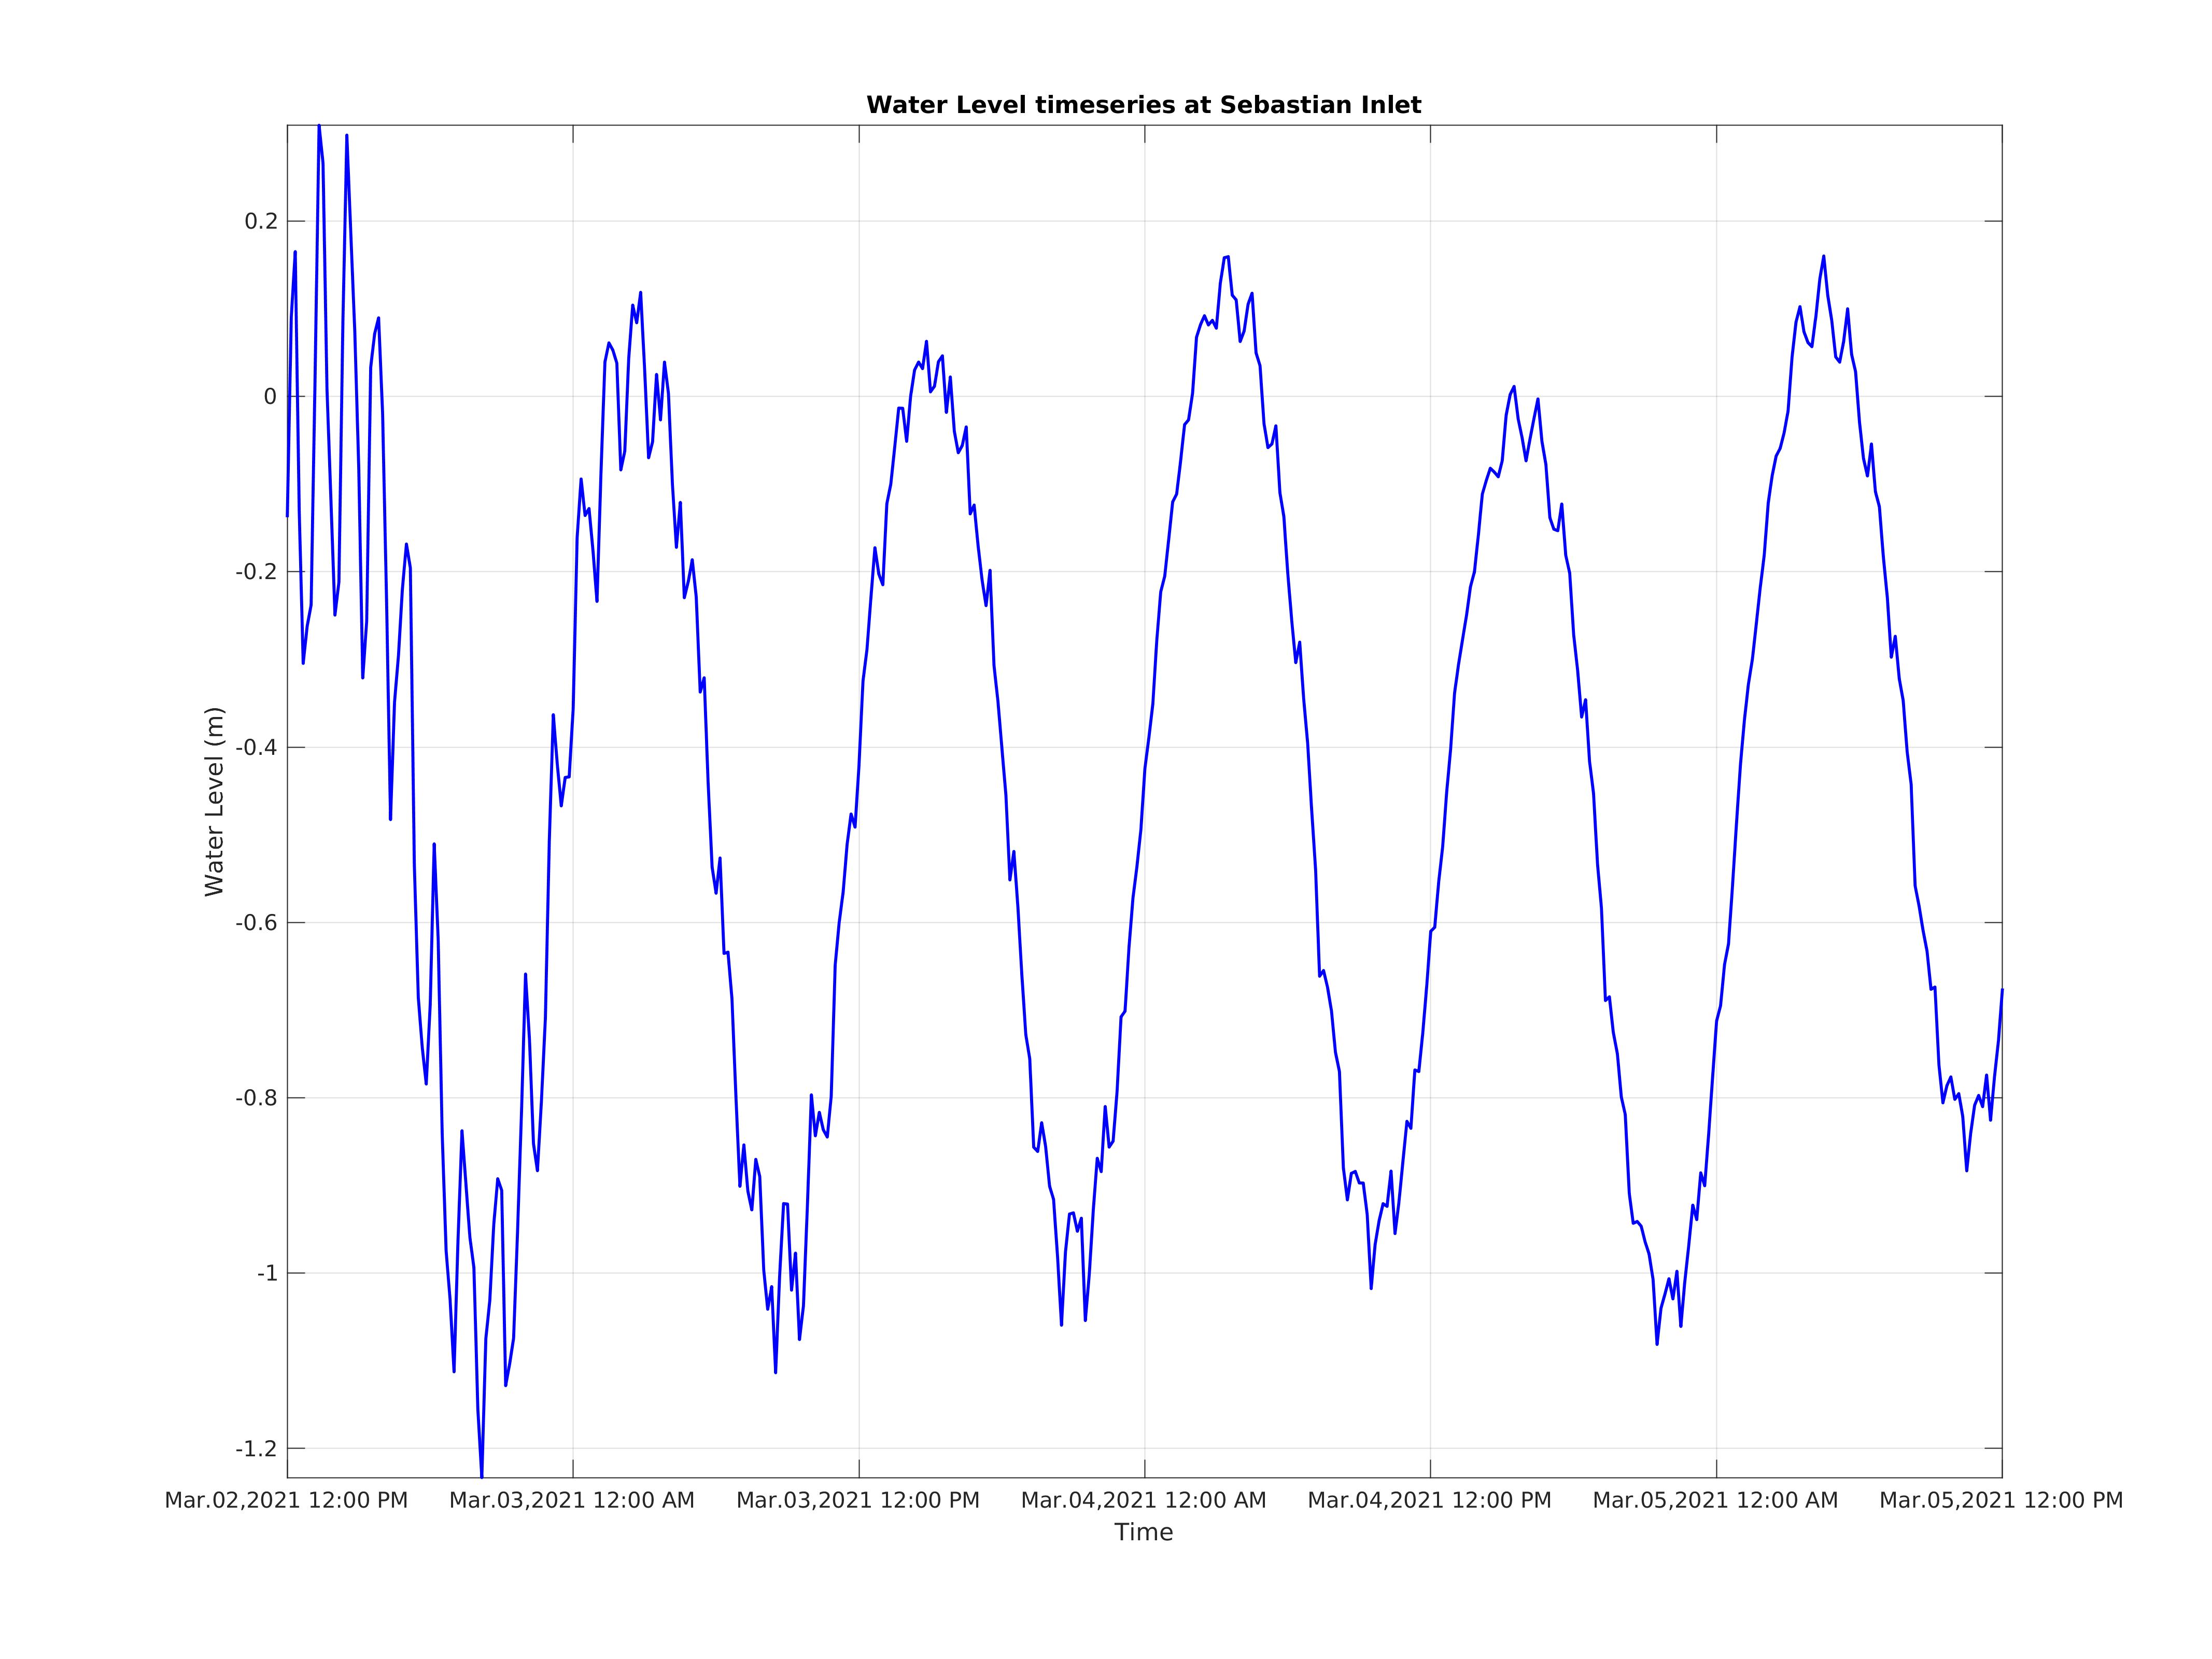 Water Level timeseries at Sebastian Inlet
0.2
0
-0.2
-0.4
-0.6
-0.8
-1
-1.2
Water Level (m)
Mar.02,2021 12:00 PM
Mar.03,2021 12:00 AM
Mar.03,2021 12:00 PM
Mar.04,2021 12:00 AM
Mar.04,2021 12:00 PM
Mar.05,2021 12:00 AM
Mar.05,2021 12:00 PM
Time